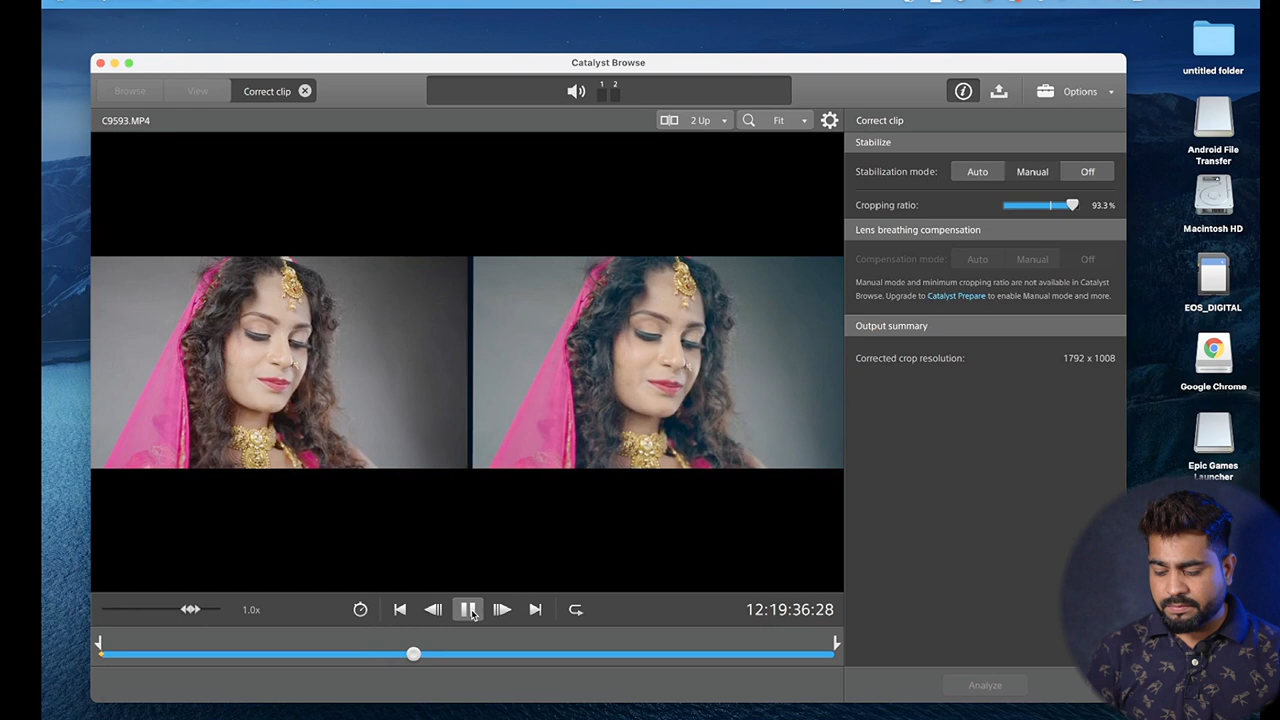 Catalyst Browse
Browse
View
Correct clip
1 2
Options
C9593.MP4
2 Up
Fit
Correct clip
Stabilize
Stabilization mode:
Auto
Manual
Off
Cropping ratio:
93.3 %
Lens breathing compensation
Compensation mode:
Auto
Manual
Off
Manual mode and minimum cropping ratio are not available in Catalyst
Browse. Upgrade to Catalyst Prepare to enable Manual mode and more.
Output summary
Corrected crop resolution:
1792 x 1008
1.0x
12:19:36:28
Analyze
untitled folder
Android File
Transfer
Macintosh HD
EOS_DIGITAL
Google Chrome
Epic Games
Launcher